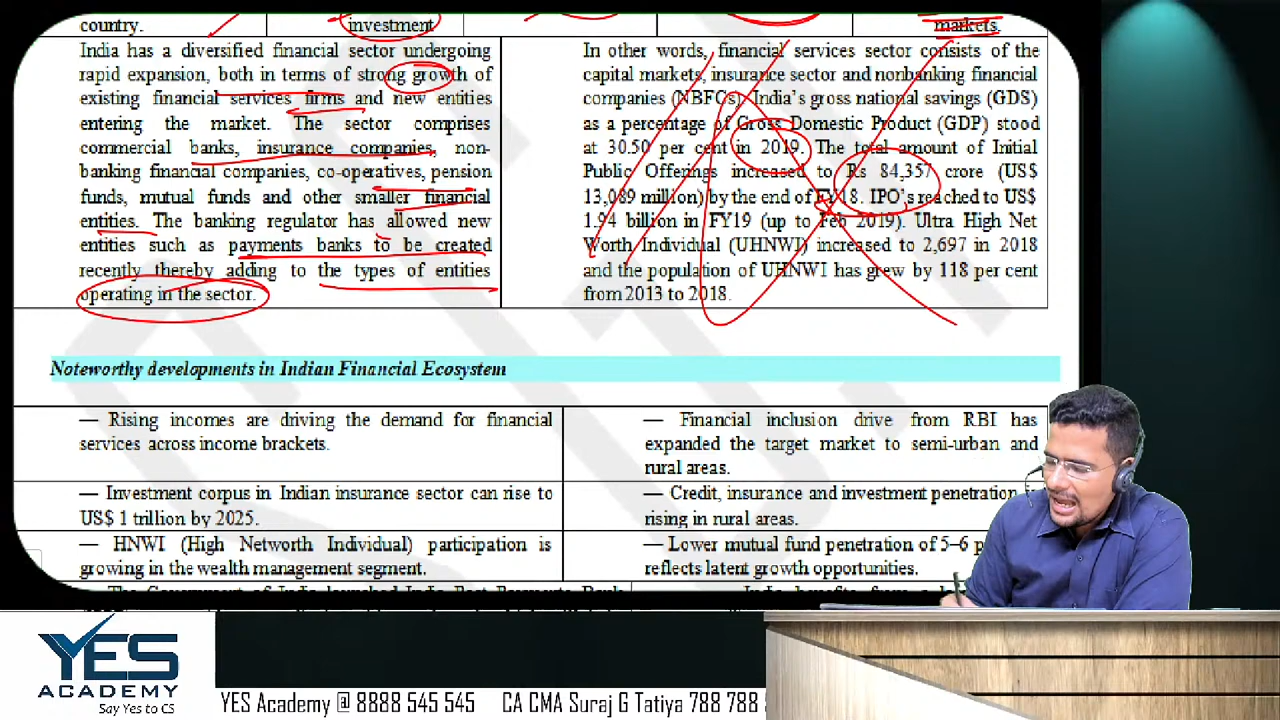 country.
investment
markets.
India has a diversified financial sector undergoing
rapid expansion, both in terms of strong growth of
existing financial services firms and new entities
entering the market. The sector comprises
commercial banks, insurance companies, non-
banking financial companies, co-operatives, pension
funds, mutual funds and other smaller financial
entities. The banking regulator has allowed new
entities such as payments banks to be created
recently thereby adding to the types of entities
operating in the sector.
In other words, financial services sector consists of the
capital markets, insurance sector and nonbanking financial
companies (NBFCs). India's gross national savings (GDS)
as a percentage of Gross Domestic Product (GDP) stood
at 30.50 per cent in 2019. The total amount of Initial
Public Offerings increased to Rs 84,357 crore (US$
13,089 million) by the end of FY18. IPO's reached to US$
1.94 billion in FY19 (up to Feb 2019). Ultra High Net
Worth Individual (UHNWI) increased to 2,697 in 2018
and the population of UHNWI has grew by 118 per cent
from 2013 to 2018.
Noteworthy developments in Indian Financial Ecosystem
— Rising incomes are driving the demand for financial
services across income brackets.
— Financial inclusion drive from RBI has
expanded the target market to semi-urban and
rural areas.
— Investment corpus in Indian insurance sector can rise to
US$ 1 trillion by 2025.
— Credit, insurance and investment penetration
rising in rural areas.
— HNWI (High Networth Individual) participation is
growing in the wealth management segment.
— Lower mutual fund penetration of 5–6
reflects latent growth opportunities.
YES
ACADEMY
Say Yes to CS
YES Academy @ 8888 545 545 CA CMA Suraj G Tatiya 788 788